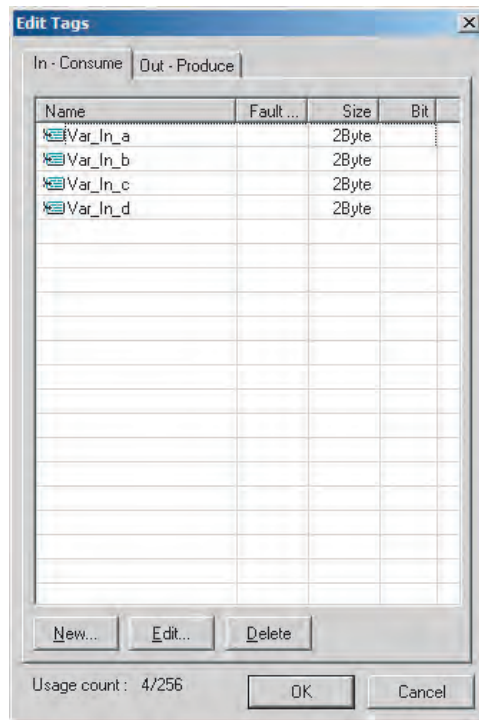 Edit Tags
In - Consume Out - Produce
Name Fault ... Size Bit
Var_In_a 2Byte
Var_In_b 2Byte
Var_In_c 2Byte
Var_In_d 2Byte
New... Edit... Delete
Usage count : 4/256 OK Cancel